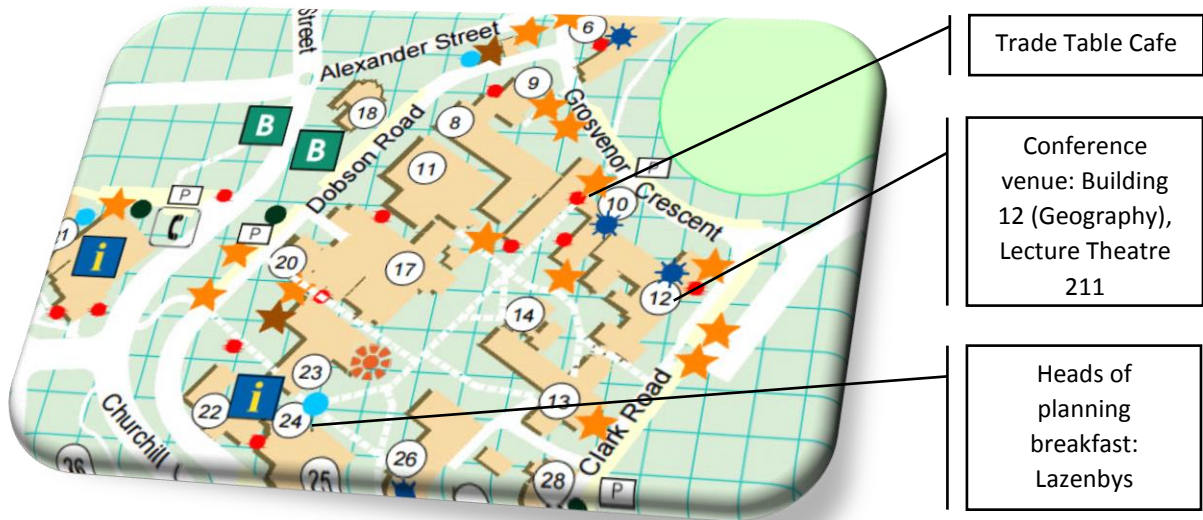 Street
Alexander Street
6
9
18
8
Grosvenor
Crescent
B
B
Dobson Road
11
P
P
10
i
P
20
17
12
14
23
i
22
24
13
Churchill
Clark Road
26
36
25
28
P
Trade Table Cafe
Conference
venue: Building
12 (Geography),
Lecture Theatre
211
Heads of
planning
breakfast:
Lazenbys